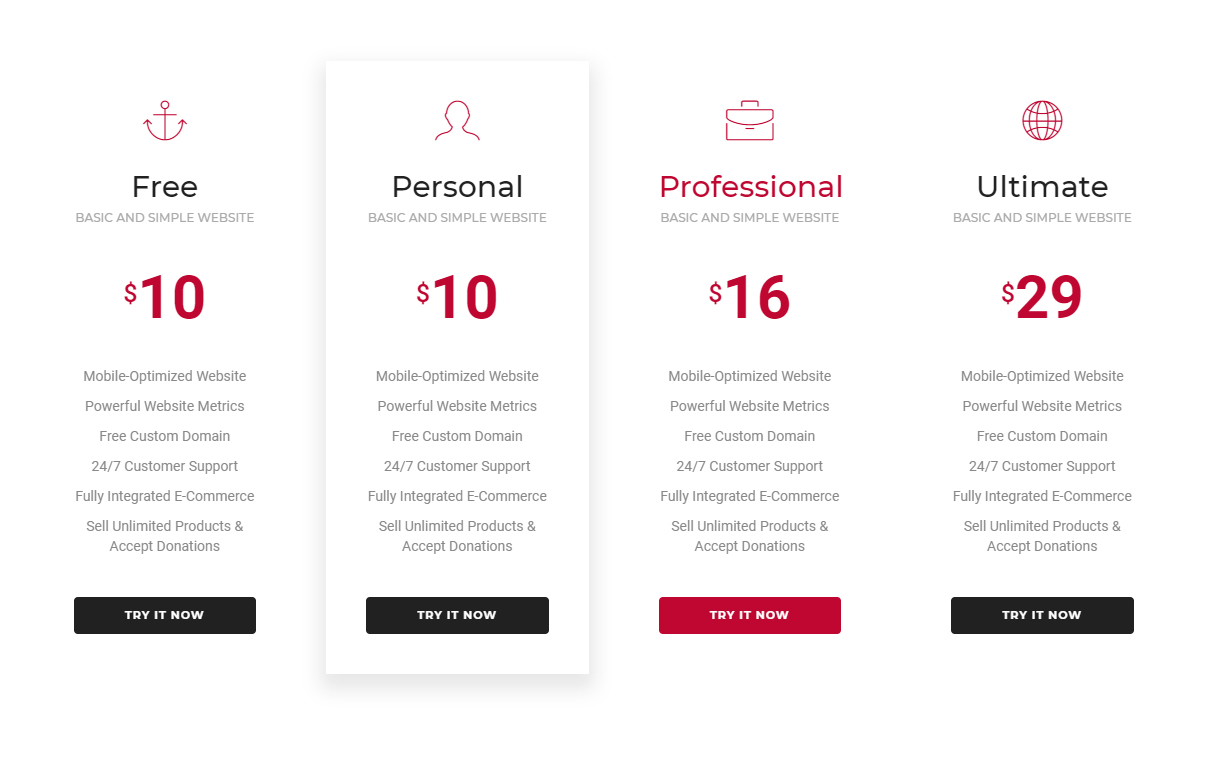 Free
BASIC AND SIMPLE WEBSITE
$10
Mobile-Optimized Website
Powerful Website Metrics
Free Custom Domain
24/7 Customer Support
Fully Integrated E-Commerce
Sell Unlimited Products &
Accept Donations
TRY IT NOW
Personal
BASIC AND SIMPLE WEBSITE
$10
Mobile-Optimized Website
Powerful Website Metrics
Free Custom Domain
24/7 Customer Support
Fully Integrated E-Commerce
Sell Unlimited Products &
Accept Donations
TRY IT NOW
Professional
BASIC AND SIMPLE WEBSITE
$16
Mobile-Optimized Website
Powerful Website Metrics
Free Custom Domain
24/7 Customer Support
Fully Integrated E-Commerce
Sell Unlimited Products &
Accept Donations
TRY IT NOW
Ultimate
BASIC AND SIMPLE WEBSITE
$29
Mobile-Optimized Website
Powerful Website Metrics
Free Custom Domain
24/7 Customer Support
Fully Integrated E-Commerce
Sell Unlimited Products &
Accept Donations
TRY IT NOW